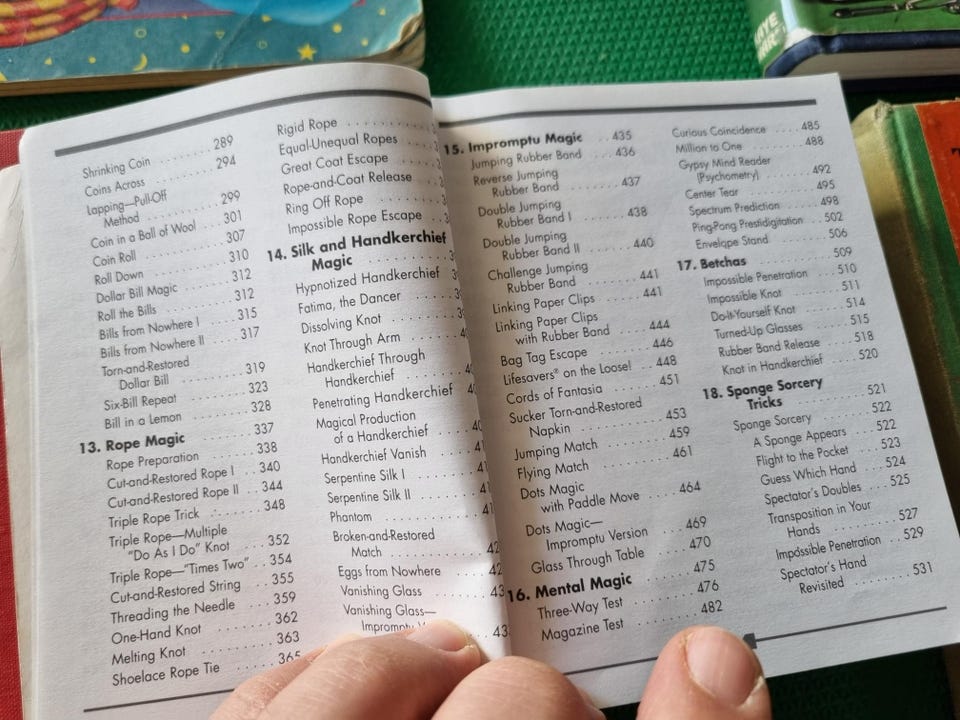 Shrinking Coin ........ 289
Coins Across ........ 294
Lapping—Pull-Off
Method ........ 299
Coin in a Ball of Wool ... 301
Coin Roll ........ 307
Roll Down ........ 310
Dollar Bill Magic ........ 312
Roll the Bills ........ 312
Bills from Nowhere I ..... 315
Bills from Nowhere II ..... 317
Torn-and-Restored
Dollar Bill ........ 319
Six-Bill Repeat ........ 323
Bill in a Lemon ........ 328
13. Rope Magic ........ 337
Rope Preparation ........ 338
Cut-and-Restored Rope I .. 340
Cut-and-Restored Rope II .. 344
Triple Rope Trick ........ 348
Triple Rope—Multiple
"Do As I Do" Knot ..... 352
Triple Rope—"Times Two" .. 354
Cut-and-Restored String ... 355
Threading the Needle .... 359
One-Hand Knot ........ 362
Melting Knot ........ 363
Shoelace Rope Tie ..... 365
Rigid Rope ........
Equal-Unequal Ropes .....
Great Coat Escape ......
Rope-and-Coat Release ....
Ring Off Rope ........
Impossible Rope Escape ...
14. Silk and Handkerchief
Magic ........
Hypnotized Handkerchief ...
Fatima, the Dancer ......
Dissolving Knot ........
Knot Through Arm ......
Handkerchief Through
Handkerchief ........
Penetrating Handkerchief ..
Magical Production
of a Handkerchief .....
Handkerchief Vanish .....
Serpentine Silk I ........
Serpentine Silk II ........
Phantom ........
Broken-and-Restored
Match ........
Eggs from Nowhere .....
Vanishing Glass ........
Vanishing Glass—
15. Impromptu Magic ... 435
Jumping Rubber Band .... 436
Reverse Jumping
Rubber Band ........ 437
Double Jumping
Rubber Band I ........ 438
Double Jumping
Rubber Band II ........ 440
Challenge Jumping
Rubber Band ........ 441
Linking Paper Clips ...... 441
Linking Paper Clips
with Rubber Band ..... 444
Bag Tag Escape ........ 446
Lifesavers® on the Loose! .. 448
Cords of Fantasia ...... 451
Sucker Torn-and-Restored
Napkin ........ 453
Jumping Match ........ 459
Flying Match ........ 461
Dots Magic
with Paddle Move .... 464
Dots Magic—
Impromptu Version .... 469
Glass Through Table ..... 470
16. Mental Magic ...... 475
Three-Way Test ........ 476
Magazine Test ........ 482
Curious Coincidence ..... 485
Million to One ........ 488
Gypsy Mind Reader
(Psychometry) ........ 492
Center Tear ........ 495
Spectrum Prediction ..... 498
Ping-Pong Prestidigitation .. 502
Envelope Stand ........ 506
17. Betchas ........ 509
Impossible Penetration .... 510
Impossible Knot ........ 511
Do-It-Yourself Knot ...... 514
Turned-Up Glasses ...... 515
Rubber Band Release .... 518
Knot in Handkerchief .... 520
18. Sponge Sorcery
Tricks ........ 521
Sponge Sorcery ........ 522
A Sponge Appears ..... 522
Flight to the Pocket ..... 523
Guess Which Hand .... 524
Spectator's Doubles .... 525
Transposition in Your
Hands ........ 527
Impossible Penetration .. 529
Spectator's Hand
Revisited ........ 531